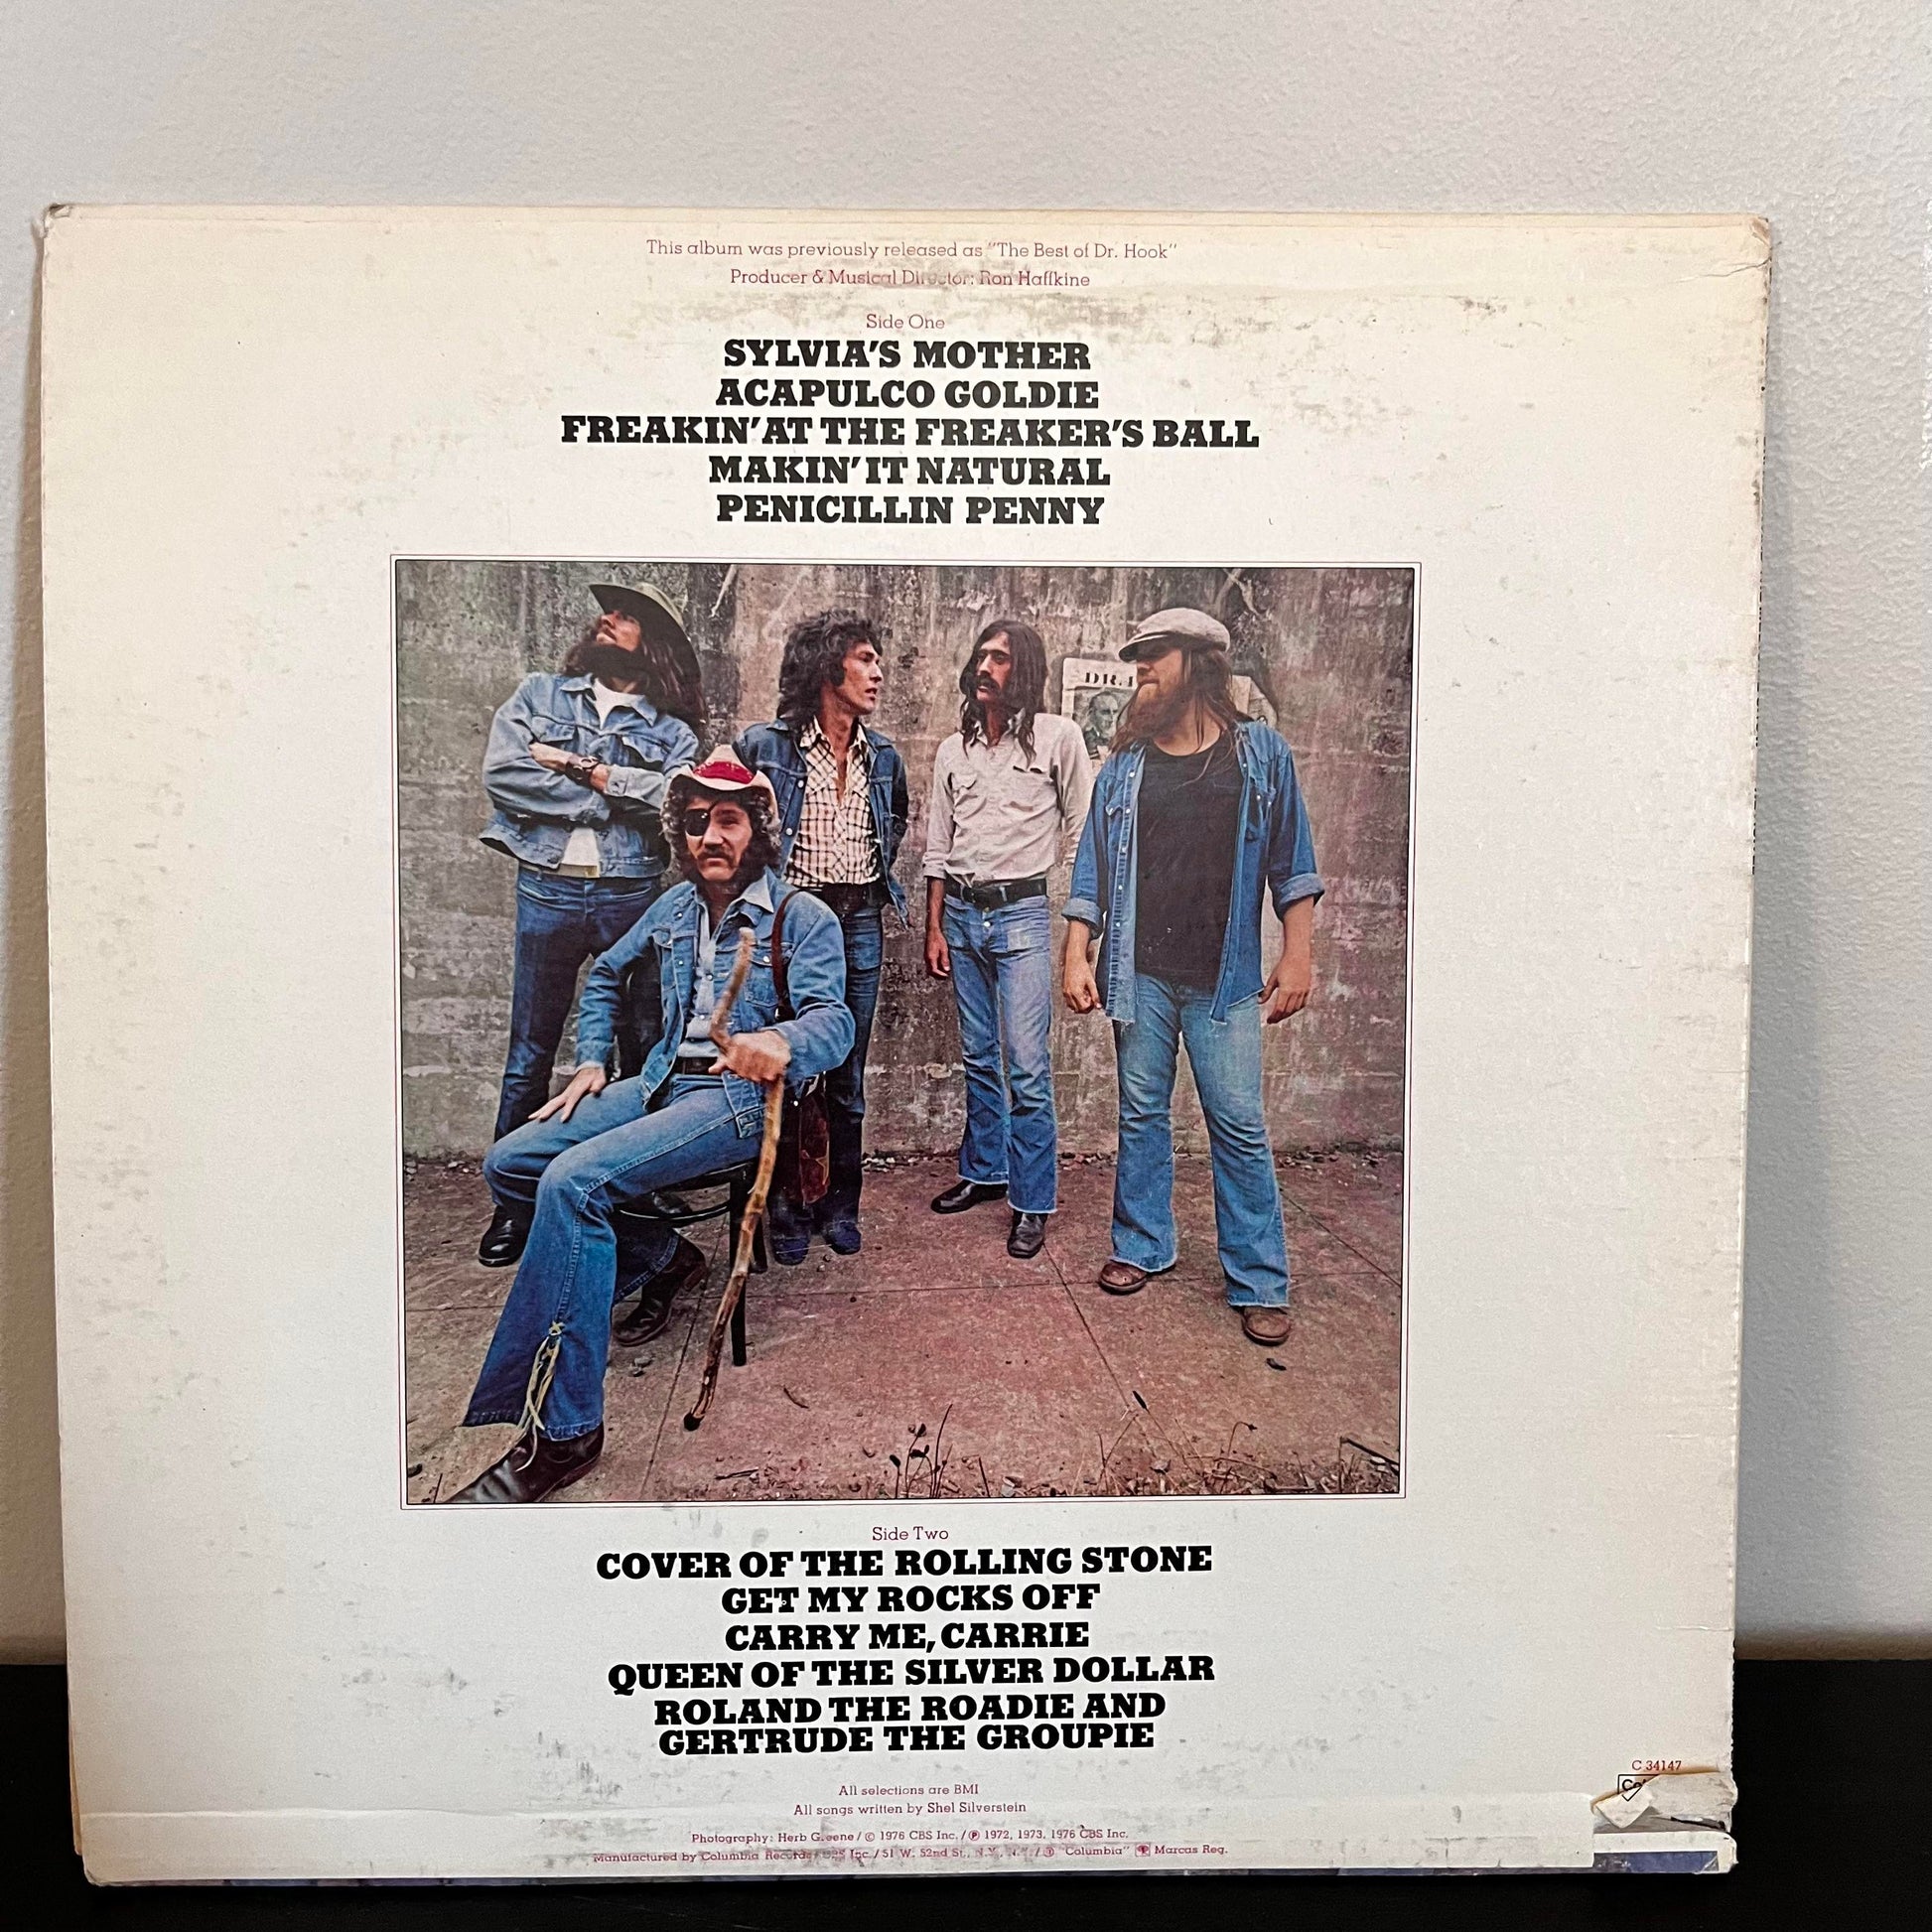 This album was previously released as "The Best of Dr. Hook"
Producer & Musical Director: Ron Haffkine
Side One
SYLVIA'S MOTHER
ACAPULCO GOLDIE
FREAKIN' AT THE FREAKER'S BALL
MAKIN' IT NATURAL
PENICILLIN PENNY
DR.
Side Two
COVER OF THE ROLLING STONE
GET MY ROCKS OFF
CARRY ME, CARRIE
QUEEN OF THE SILVER DOLLAR
ROLAND THE ROADIE AND
GERTRUDE THE GROUPIE
C 34147
All selections are BMI
All songs written by Shel Silverstein
Photography: Herb Greene / © 1976 CBS Inc. / ℗ 1972, 1973, 1976 CBS Inc.
Manufactured by Columbia Records / CBS Inc. / 51 W. 52nd St., N.Y., N.Y. / ® "Columbia" Marcas Reg.